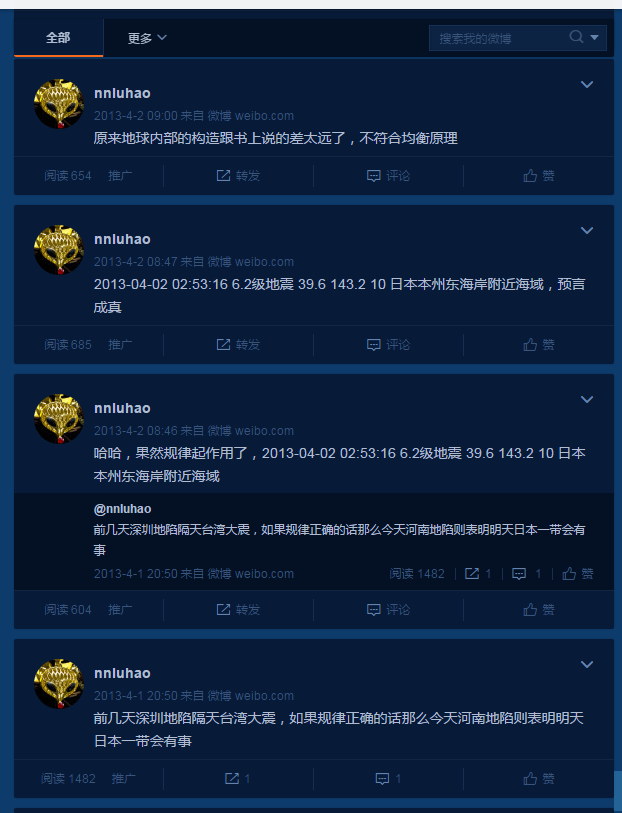 全部 更多 搜索我的微博
nnluhao
2013-4-2 09:00 来自 微博 weibo.com
原来地球内部的构造跟书上说的差太远了，不符合均衡原理
阅读 654 推广 转发 评论 赞
nnluhao
2013-4-2 08:47 来自 微博 weibo.com
2013-04-02 02:53:16 6.2级地震 39.6 143.2 10 日本本州东海岸附近海域，预言
成真
阅读 685 推广 转发 评论 赞
nnluhao
2013-4-2 08:46 来自 微博 weibo.com
哈哈，果然规律起作用了，2013-04-02 02:53:16 6.2级地震 39.6 143.2 10 日本
本州东海岸附近海域
@nnluhao
前几天深圳地陷隔天台湾大震，如果规律正确的话那么今天河南地陷则表明明天日本一带会有
事
2013-4-1 20:50 来自 微博 weibo.com 阅读 1482 1 1 赞
阅读 604 推广 转发 评论 赞
nnluhao
2013-4-1 20:50 来自 微博 weibo.com
前几天深圳地陷隔天台湾大震，如果规律正确的话那么今天河南地陷则表明明天
日本一带会有事
阅读 1482 推广 1 1 赞